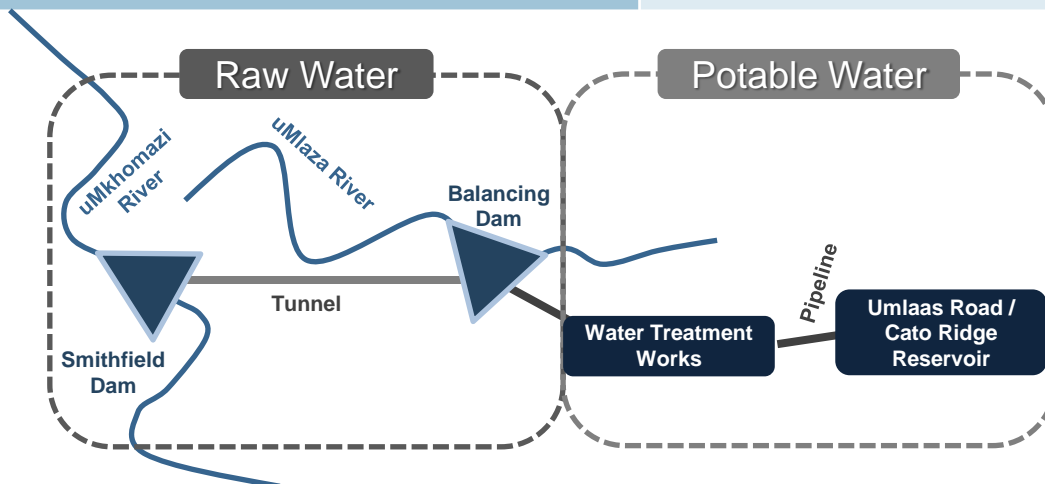 Raw Water
Potable Water
uMkhomazi
River
uMlaza River
Balancing
Dam
Tunnel
Smithfield
Dam
Water Treatment
Works
Pipeline
Umlaas Road /
Cato Ridge
Reservoir